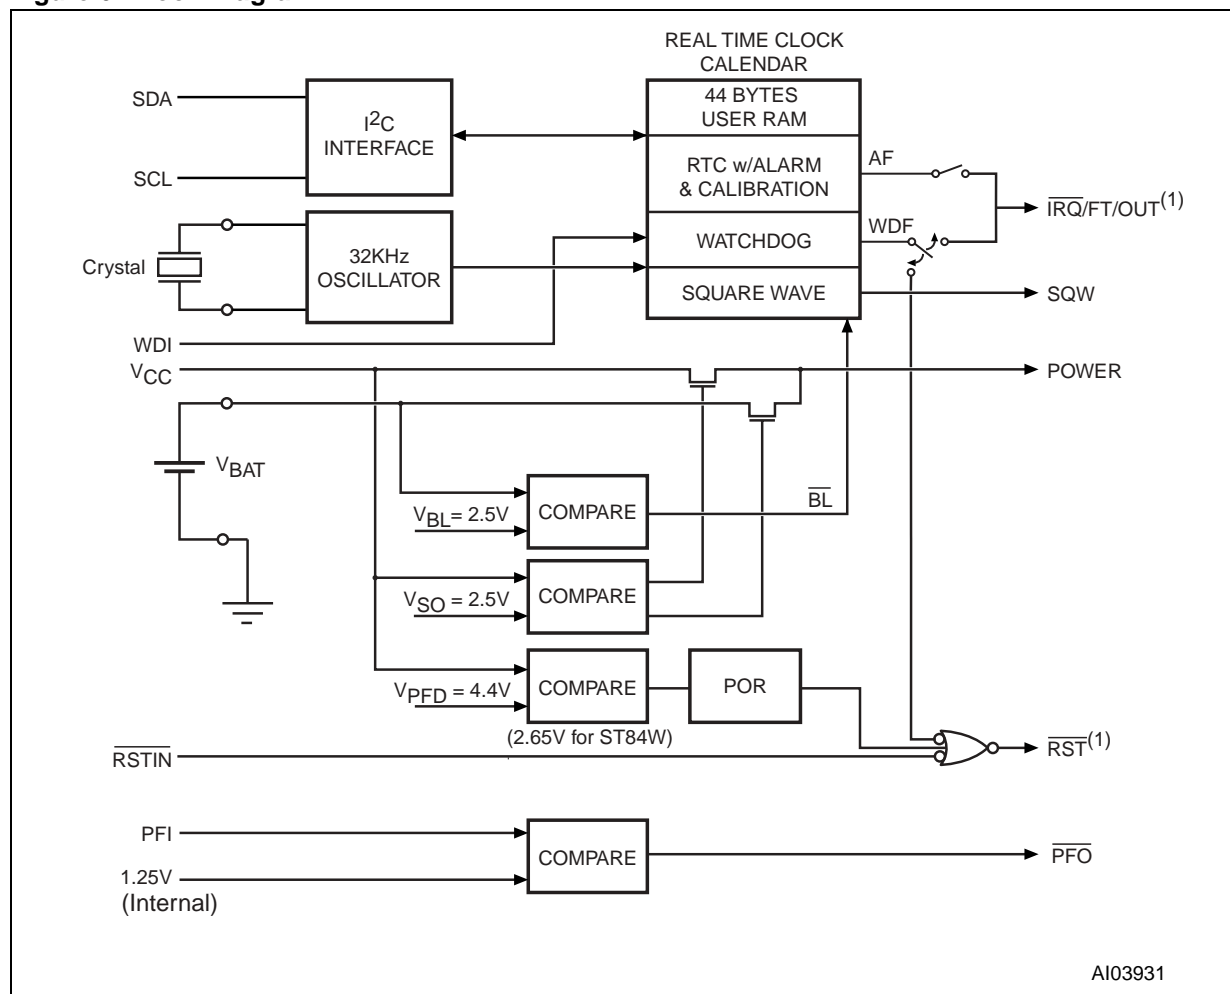 REAL TIME CLOCK
CALENDAR
SDA
SCL
I²C
INTERFACE
44 BYTES
USER RAM
RTC w/ALARM
& CALIBRATION
AF
IRQ/FT/OUT(1)
Crystal
32KHz
OSCILLATOR
WATCHDOG
WDF
SQUARE WAVE
SQW
WDI
VCC
POWER
VBAT
VBL = 2.5V
COMPARE
BL
VSO = 2.5V
COMPARE
VPFD = 4.4V
COMPARE
POR
(2.65V for ST84W)
RSTIN
RST(1)
PFI
1.25V
(Internal)
COMPARE
PFO
AI03931